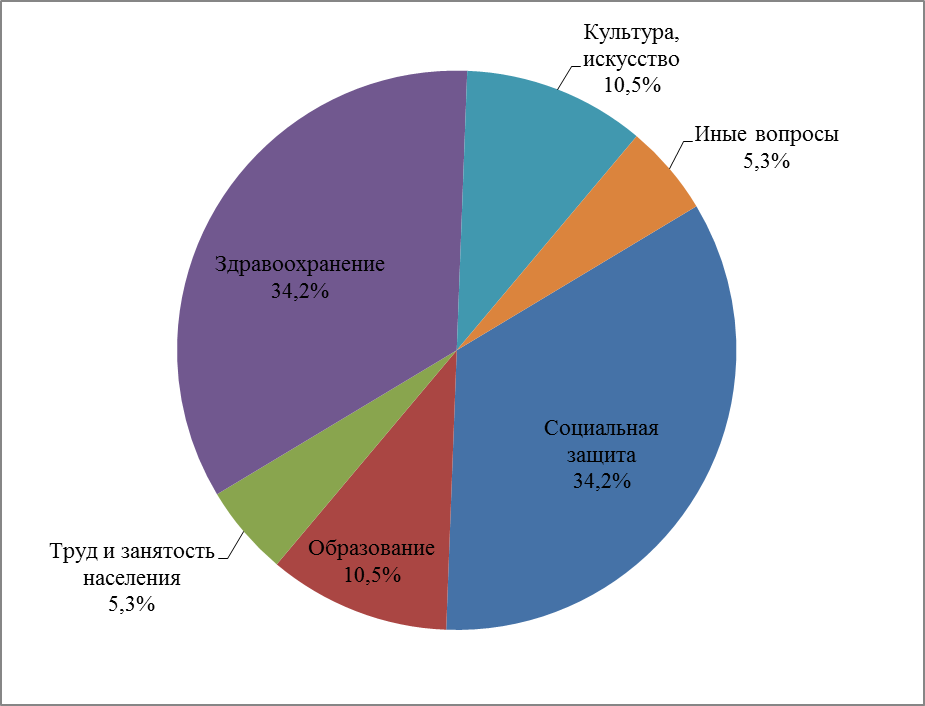 Культура,
искусство
10,5%
Иные вопросы
5,3%
Здравоохранение
34,2%
Социальная
защита
34,2%
Образование
10,5%
Труд и занятость
населения
5,3%